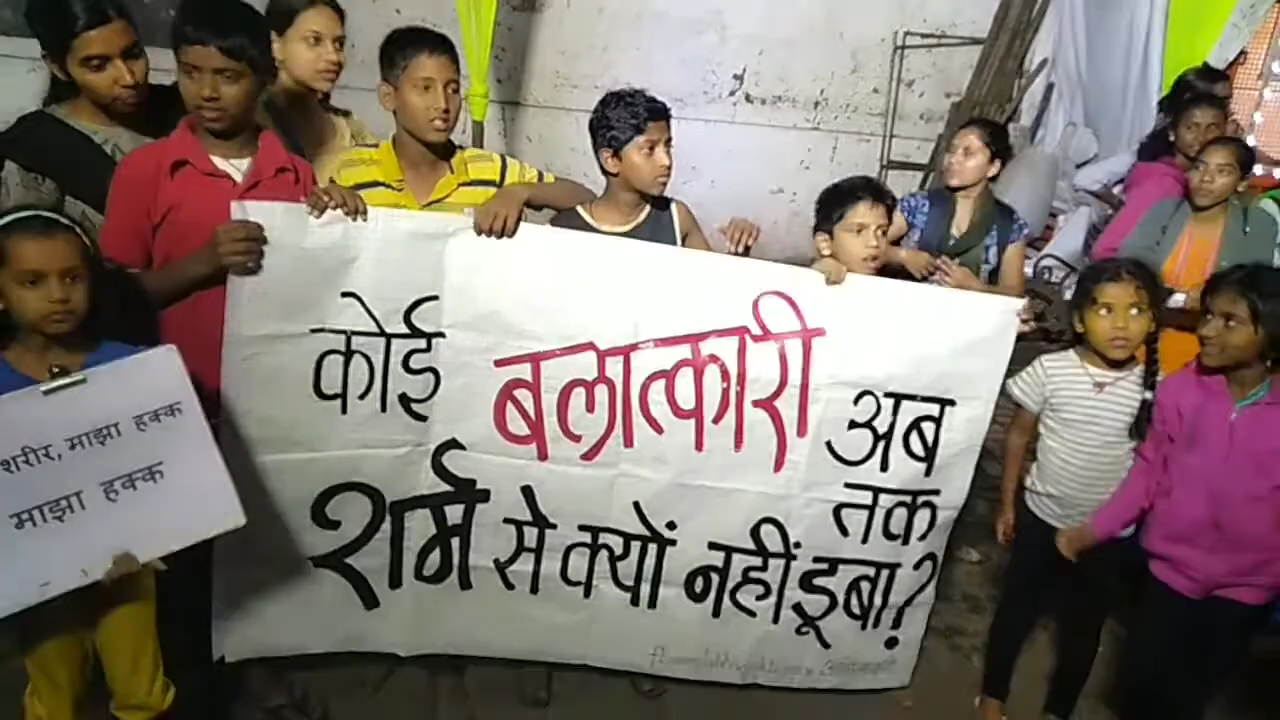 शरीर, माझा हक्क
माझा हक्क
कोई बलात्कारी अब
तक
शर्म से क्यों नहीं डूबा?